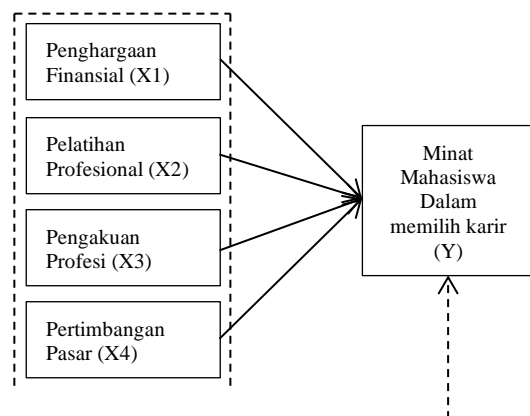 Penghargaan
Finansial (X1)
Pelatihan
Profesional (X2)
Pengakuan
Profesi (X3)
Pertimbangan
Pasar (X4)
Minat
Mahasiswa
Dalam
memilih karir
(Y)